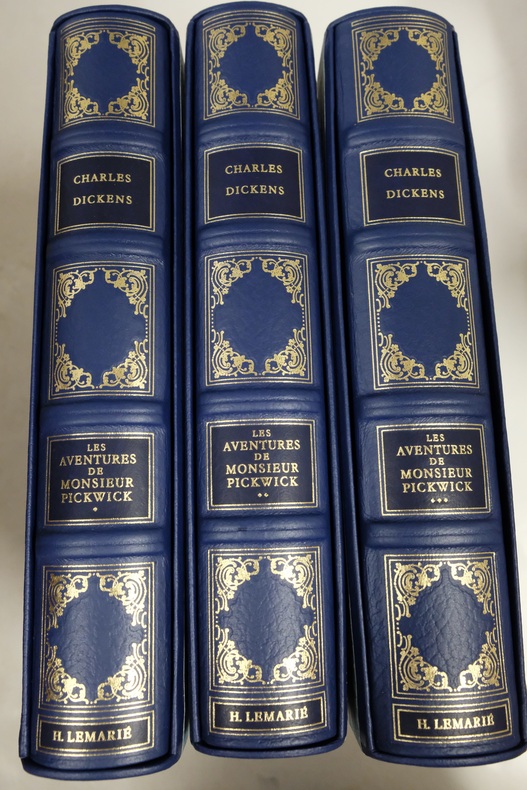 CHARLES
DICKENS
LES
AVENTURES
DE
MONSIEUR
PICKWICK
*
H. LEMARIÉ
CHARLES
DICKENS
LES
AVENTURES
DE
MONSIEUR
PICKWICK
**
H. LEMARIÉ
CHARLES
DICKENS
LES
AVENTURES
DE
MONSIEUR
PICKWICK
***
H. LEMARIÉ